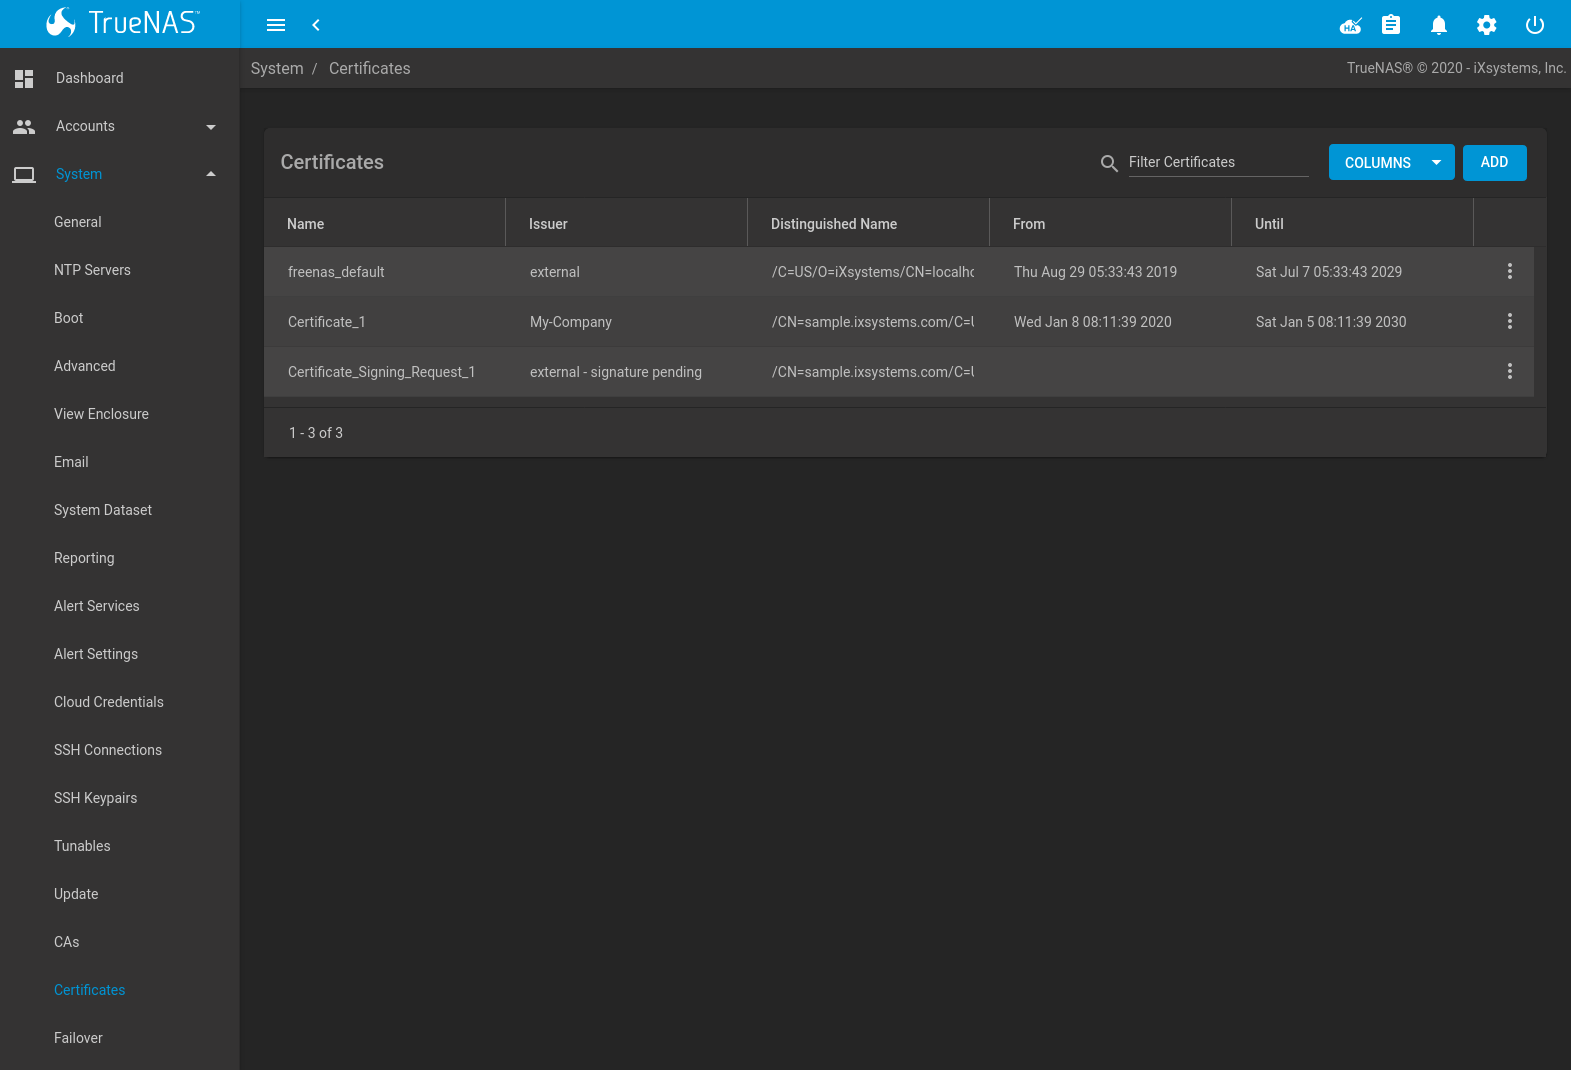 TrueNAS™
HA
System / Certificates
TrueNAS® © 2020 - iXsystems, Inc.
Dashboard
Accounts
System
General
NTP Servers
Boot
Advanced
View Enclosure
Email
System Dataset
Reporting
Alert Services
Alert Settings
Cloud Credentials
SSH Connections
SSH Keypairs
Tunables
Update
CAs
Certificates
Failover
Certificates
Filter Certificates
COLUMNS
ADD
Name Issuer Distinguished Name From Until
freenas_default external /C=US/O=iXsystems/CN=localhc Thu Aug 29 05:33:43 2019 Sat Jul 7 05:33:43 2029
Certificate_1 My-Company /CN=sample.ixsystems.com/C=U Wed Jan 8 08:11:39 2020 Sat Jan 5 08:11:39 2030
Certificate_Signing_Request_1 external - signature pending /CN=sample.ixsystems.com/C=U
1 - 3 of 3